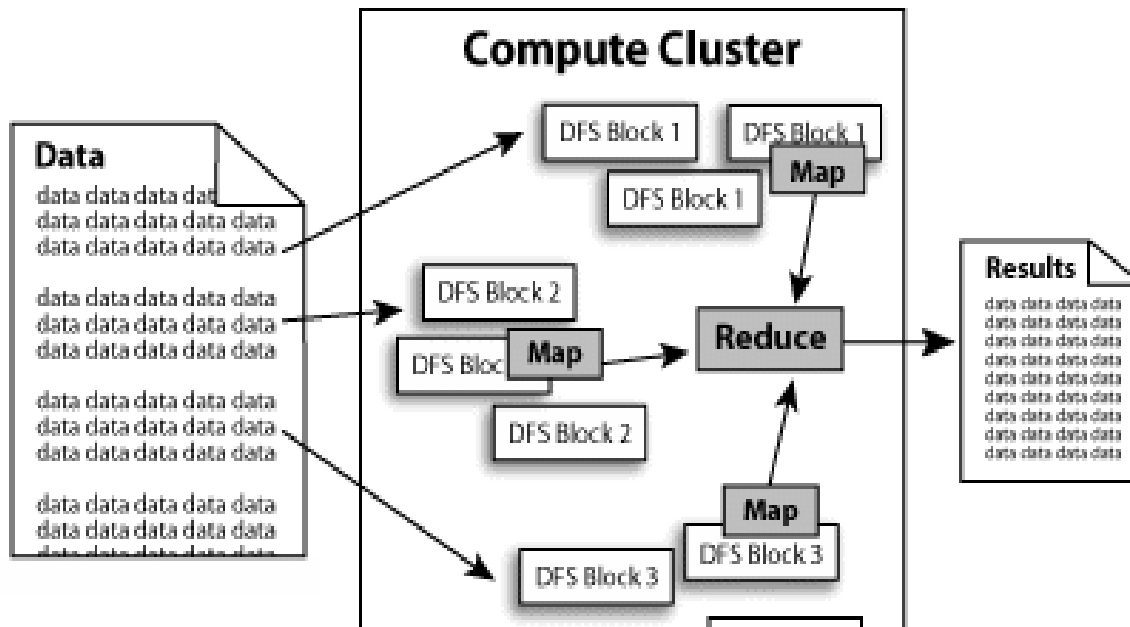 Compute Cluster
Data
data data data dat
data data data data data
data data data data data
data data data data data
data data data data data
data data data data data
data data data data data
data data data data data
data data data data data
data data data data data
data data data data data
DFS Block 1
DFS Block 1
Map
DFS Block 1
DFS Block 2
DFS Bloc
Map
DFS Block 2
Reduce
Map
DFS Block 3
DFS Block 3
Results
data data data data
data data data data
data data data data
data data data data
data data data data
data data data data
data data data data
data data data data
data data data data